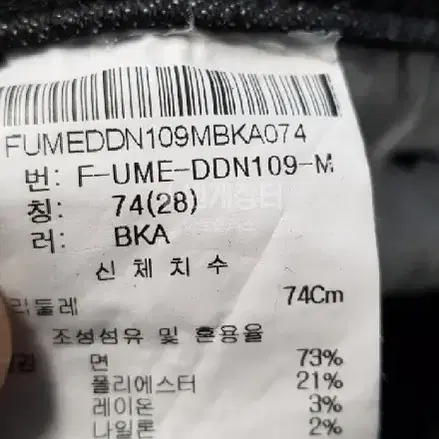 FUMEDDN109MBKA074
번: F-UME-DDN109-M
칭: 74(28)
러: BKA
신 체 치 수
리둘레 74Cm
조성섬유 및 혼용율
면 73%
폴리에스터 21%
레이온 3%
나일론 2%